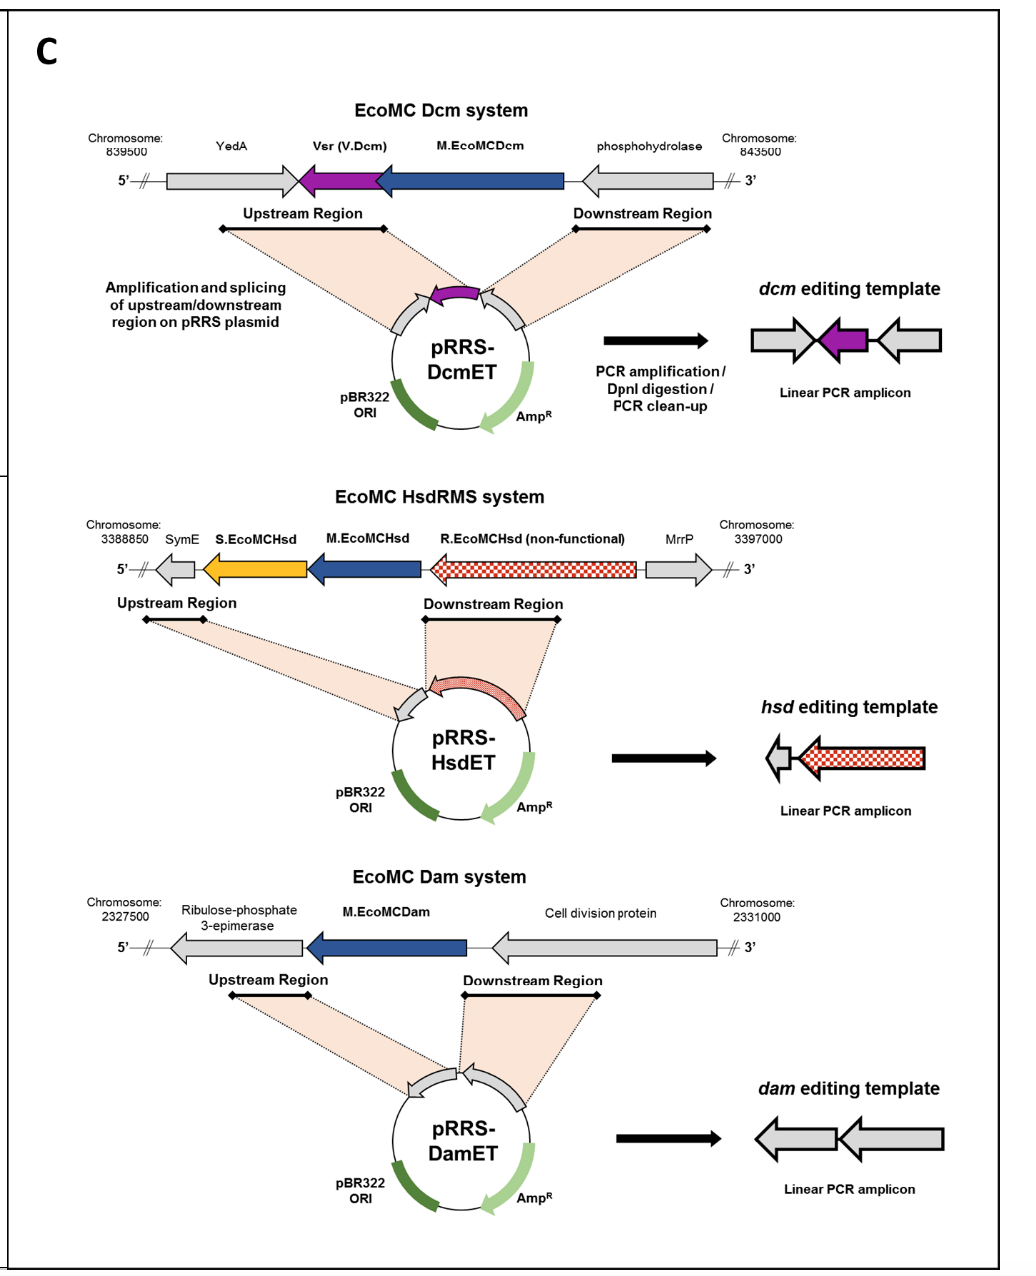 C
EcoMC Dcm system
Chromosome:
839500
YedA
Vsr (V.Dcm)
M.EcoMCDcm
phosphohydrolase
Chromosome:
843500
5’
3’
Upstream Region
Downstream Region
Amplification and splicing
of upstream/downstream
region on pRRS plasmid
pRRS-
DcmET
pBR322
ORI
AmpR
PCR amplification/
DpnI digestion /
PCR clean-up
dcm editing template
Linear PCR amplicon
EcoMC HsdRMS system
Chromosome:
3388850
SymE
S.EcoMCHsd
M.EcoMCHsd
R.EcoMCHsd (non-functional)
MrrP
Chromosome:
3397000
5’
3’
Upstream Region
Downstream Region
pRRS-
HsdET
pBR322
ORI
AmpR
hsd editing template
Linear PCR amplicon
EcoMC Dam system
Chromosome:
2327500
Ribulose-phosphate
3-epimerase
M.EcoMCDam
Cell division protein
Chromosome:
2331000
5’
3’
Upstream Region
Downstream Region
pRRS-
DamET
pBR322
ORI
AmpR
dam editing template
Linear PCR amplicon